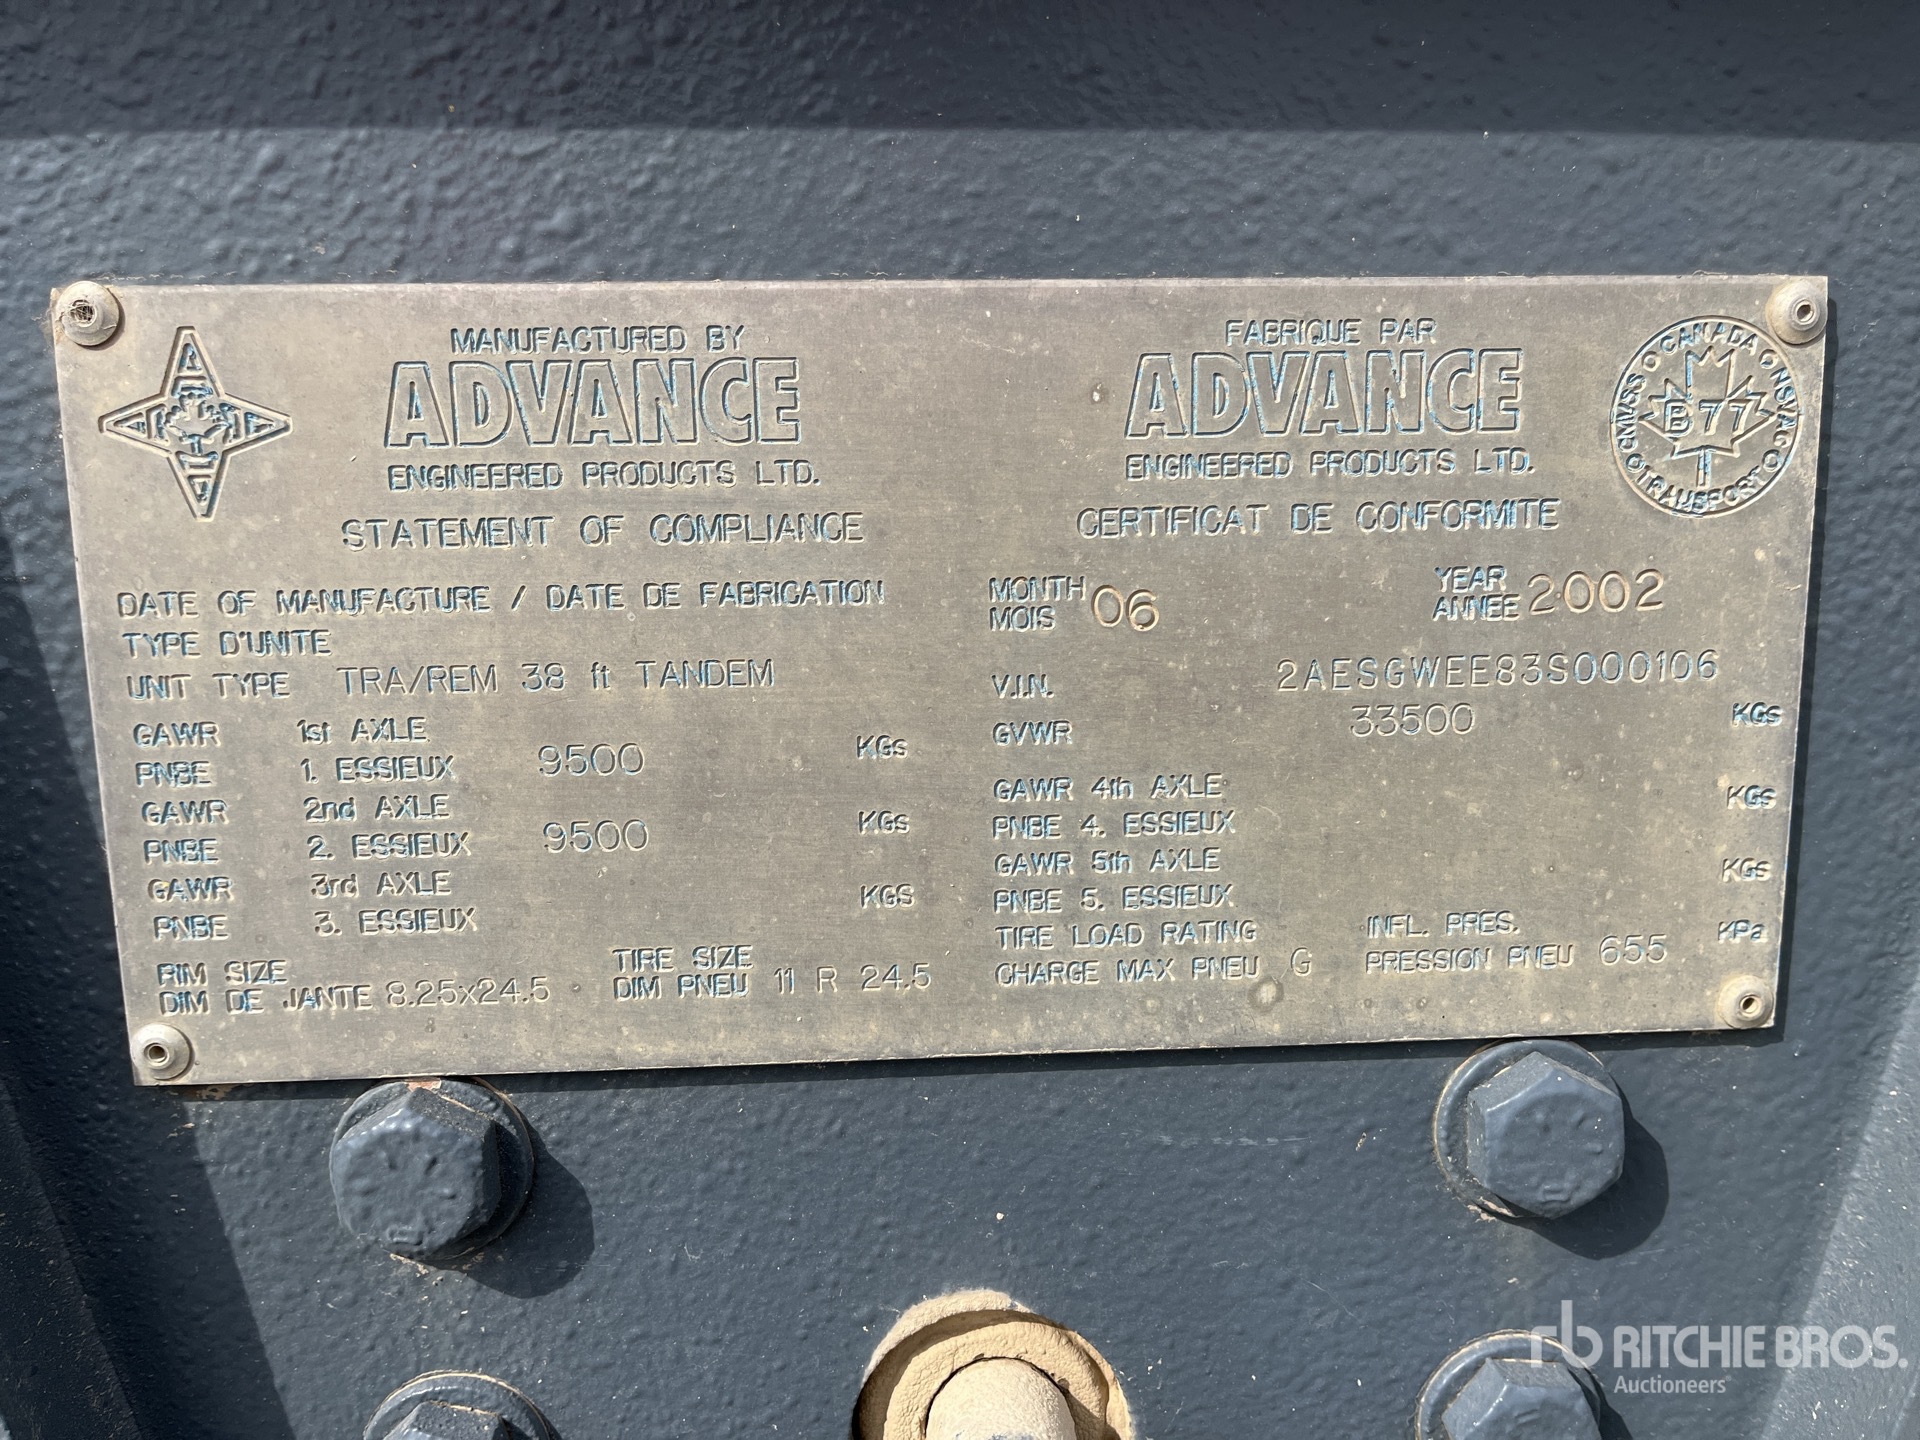 MANUFACTURED BY
ADVANCE
ENGINEERED PRODUCTS LTD.
STATEMENT OF COMPLIANCE
FABRIQUE PAR
ADVANCE
ENGINEERED PRODUCTS LTD.
CERTIFICAT DE CONFORMITE
CANADA
NSVAC
TRANSPORT
CMVSS
B 77
DATE OF MANUFACTURE / DATE DE FABRICATION
MONTH
MOIS 06
YEAR
ANNEE 2002
TYPE D'UNITE
UNIT TYPE TRA/REM 38 ft TANDEM
V.I.N. 2AESGWEE83S000106
GAWR 1st AXLE
PNBE 1. ESSIEUX 9500 KGs
GVWR 33500 KGs
GAWR 2nd AXLE
PNBE 2. ESSIEUX 9500 KGs
GAWR 4th AXLE KGs
PNBE 4. ESSIEUX
GAWR 3rd AXLE
PNBE 3. ESSIEUX KGs
GAWR 5th AXLE KGs
PNBE 5. ESSIEUX
RIM SIZE
DIM DE JANTE 8.25x24.5
TIRE SIZE
DIM PNEU 11 R 24.5
TIRE LOAD RATING
CHARGE MAX PNEU G
INFL. PRES.
PRESSION PNEU 655 KPa
rb RITCHIE BROS.
Auctioneers